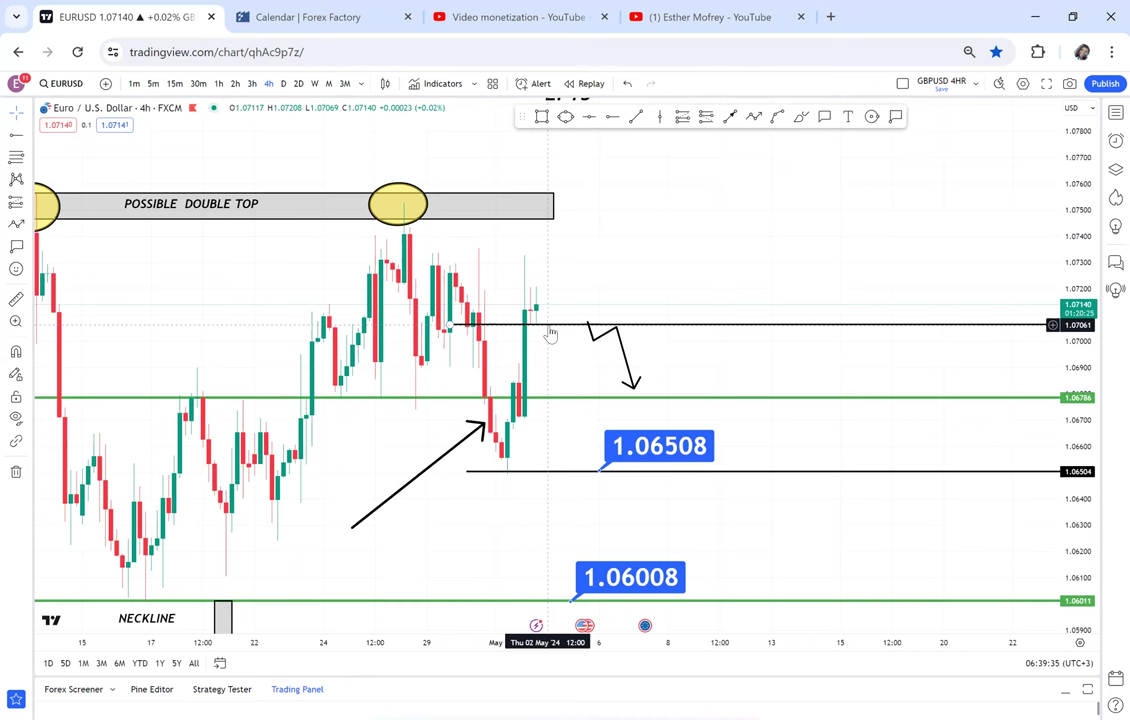 EURUSD 1.07140 ▲ +0.02% GB
Calendar | Forex Factory
Video monetization - YouTube
(1) Esther Mofrey - YouTube
tradingview.com/chart/qhAc9p7z/
E 11
EURUSD
1m 5m 15m 30m 1h 2h 3h 4h D 2D W M 3M
Indicators
Alert
Replay
GBPUSD 4HR
Save
Publish
Euro / U.S. Dollar · 4h · FXCM
O1.07117 H1.07208 L1.07069 C1.07140 +0.00023 (+0.02%)
1.07140 0.1 1.07141
USD
1.07800
1.07700
1.07600
POSSIBLE DOUBLE TOP
1.07500
1.07400
1.07300
1.07200
1.07140
01:20:25
1.07061
1.07000
1.06786
1.06700
1.06508
1.06600
1.06504
1.06400
1.06300
1.06200
1.06008
1.06100
1.06011
NECKLINE
1.05900
15 17 12:00 22 24 12:00 29 May Thu 02 May '24 12:00 6 8 12:00 15 12:00 20 22
1D 5D 1M 3M 6M YTD 1Y 5Y All
06:39:35 (UTC+3)
Forex Screener
Pine Editor
Strategy Tester
Trading Panel